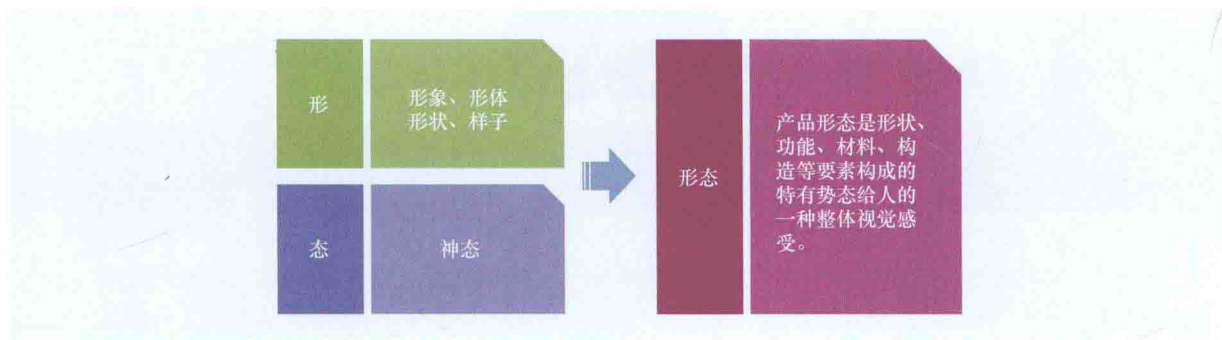 形
形象、形体
形状、样子
态
神态
形态
产品形态是形状、
功能、材料、构
造等要素构成的
特有势态给人的
一种整体视觉感
受。